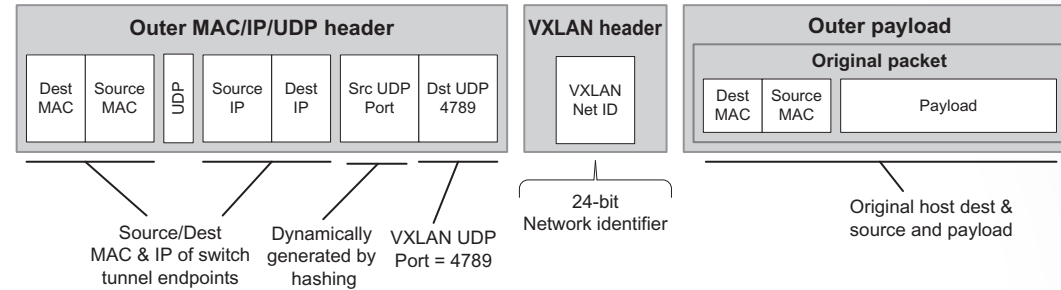 Outer MAC/IP/UDP header
Dest
MAC
Source
MAC
UDP
Source
IP
Dest
IP
Src UDP
Port
Dst UDP
4789
VXLAN header
VXLAN
Net ID
Outer payload
Original packet
Dest
MAC
Source
MAC
Payload
Source/Dest
MAC & IP of switch
tunnel endpoints
Dynamically
generated by
hashing
VXLAN UDP
Port = 4789
24-bit
Network identifier
Original host dest &
source and payload